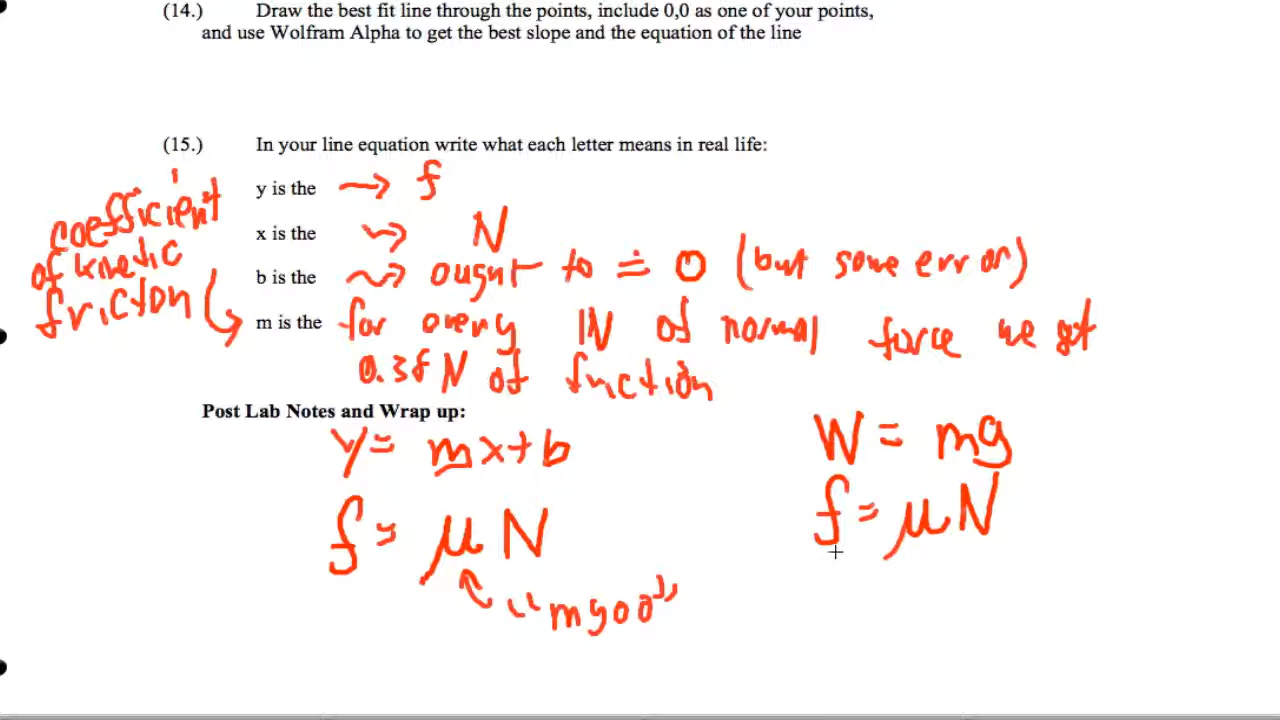 (14.) Draw the best fit line through the points, include 0,0 as one of your points,
and use Wolfram Alpha to get the best slope and the equation of the line
(15.) In your line equation write what each letter means in real life:
y is the → f
x is the → N
b is the → ought to = 0 (but some error)
coefficient
of kinetic
friction
m is the for every 1N of normal force we get
0.38 N of friction
Post Lab Notes and Wrap up:
y = mx+b
W = mg
f = μN
f = μN
"myoo"